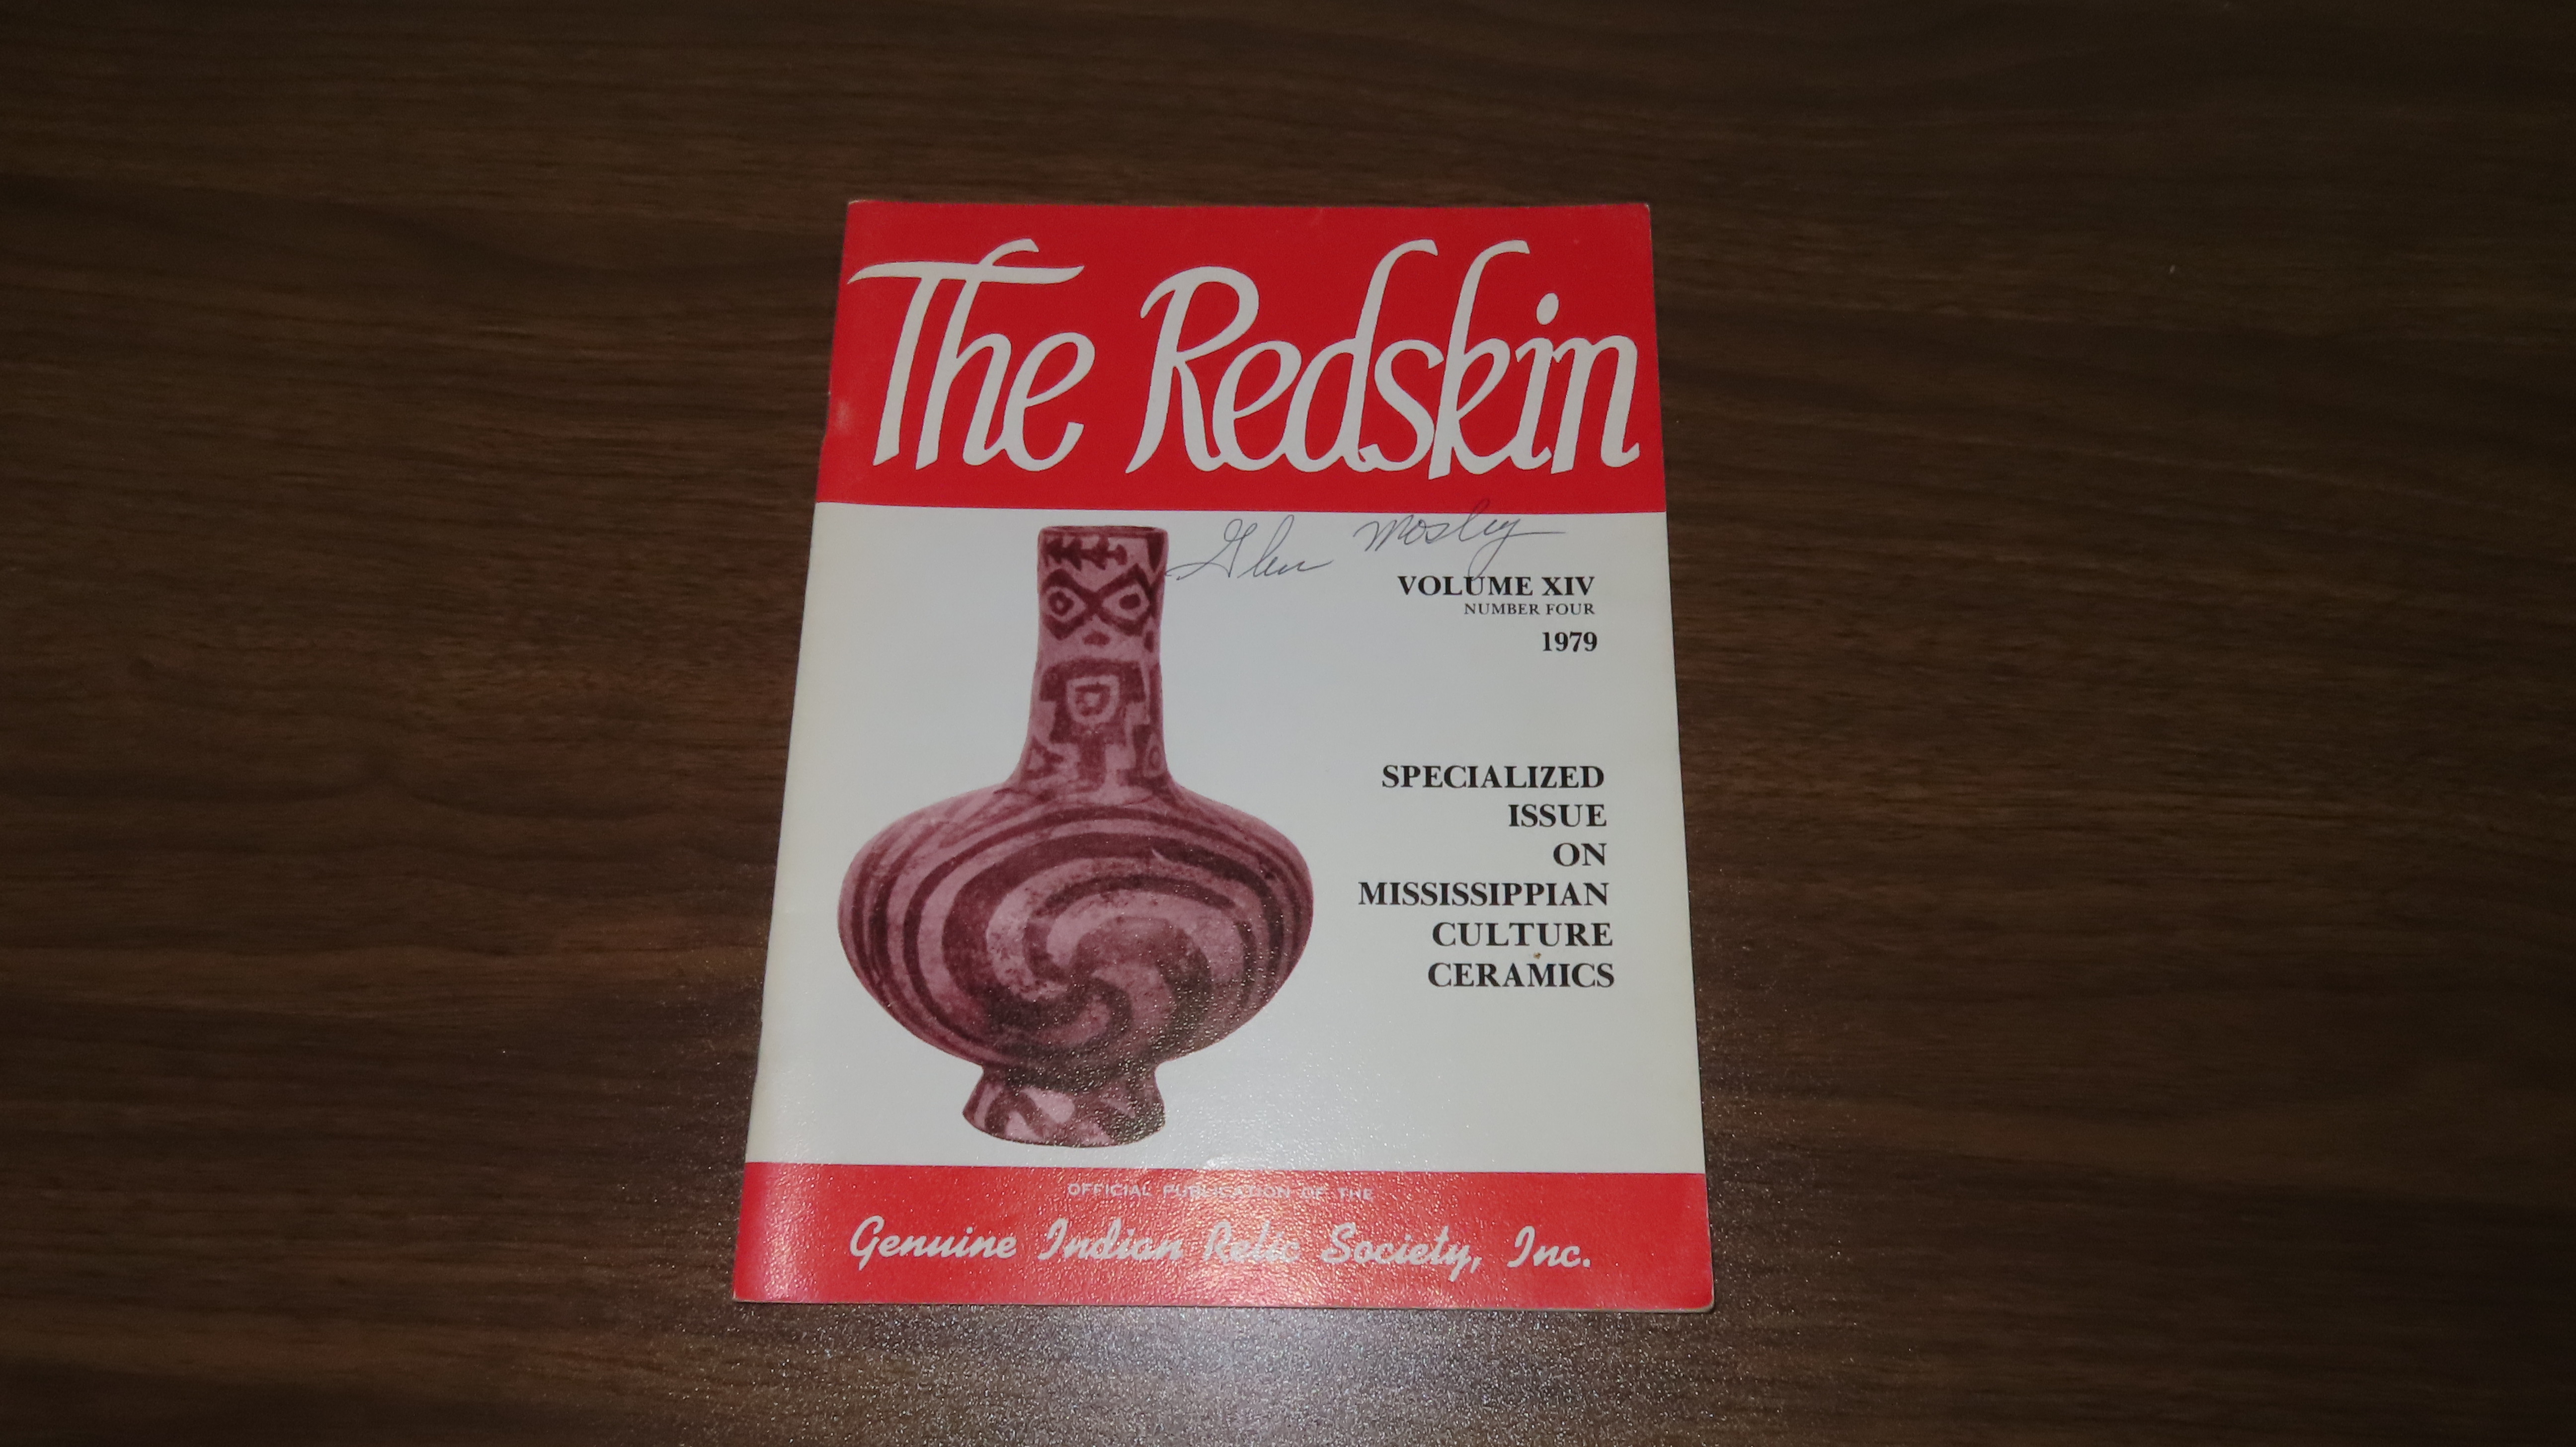 The Redskin
Glen Mosley
VOLUME XIV
NUMBER FOUR
1979
SPECIALIZED
ISSUE
ON
MISSISSIPPIAN
CULTURE
CERAMICS
OFFICIAL PUBLICATION OF THE
Genuine Indian Relic Society, Inc.